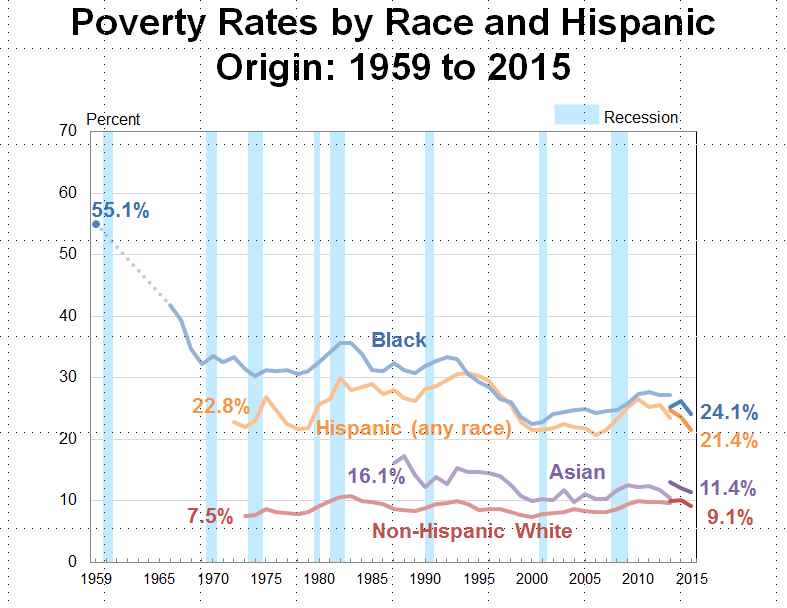 Poverty Rates by Race and Hispanic
Origin: 1959 to 2015
Percent
Recession
70
60
50
40
30
20
10
0
55.1%
Black
22.8%
Hispanic (any race)
24.1%
21.4%
16.1%
Asian
11.4%
7.5%
Non-Hispanic White
9.1%
1959 1965 1970 1975 1980 1985 1990 1995 2000 2005 2010 2015